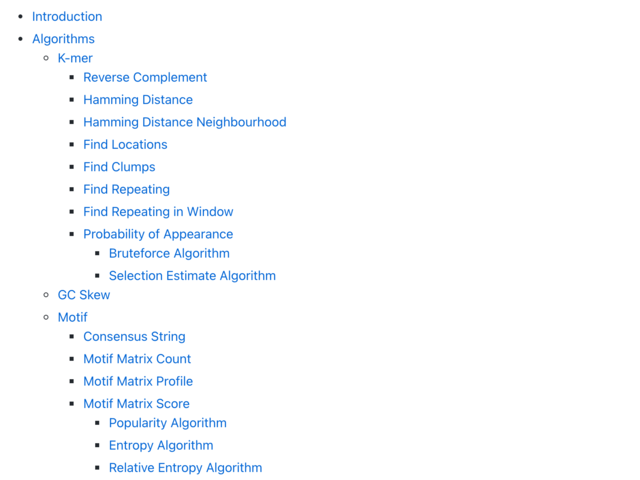 Introduction
Algorithms
K-mer
Reverse Complement
Hamming Distance
Hamming Distance Neighbourhood
Find Locations
Find Clumps
Find Repeating
Find Repeating in Window
Probability of Appearance
Bruteforce Algorithm
Selection Estimate Algorithm
GC Skew
Motif
Consensus String
Motif Matrix Count
Motif Matrix Profile
Motif Matrix Score
Popularity Algorithm
Entropy Algorithm
Relative Entropy Algorithm